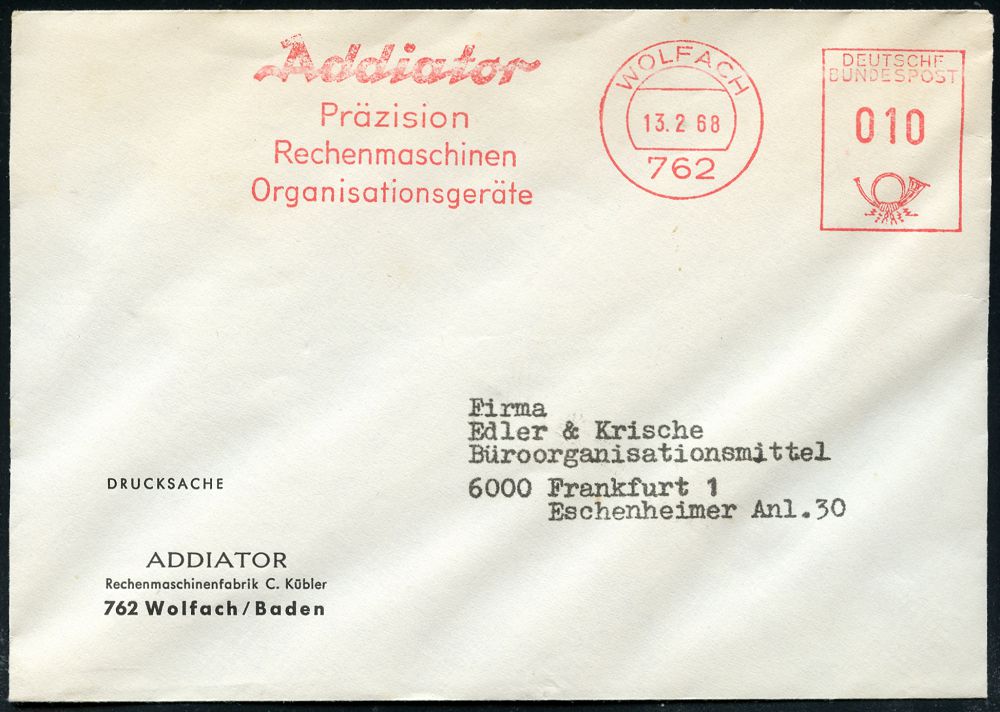 Addiator
Präzision
Rechenmaschinen
Organisationsgeräte
WOLFACH
13.2 68
762
DEUTSCHE
BUNDESPOST
010
Firma
Edler & Krische
Büroorganisationsmittel
6000 Frankfurt 1
Eschenheimer Anl.30
DRUCKSACHE
ADDIATOR
Rechenmaschinenfabrik C. Kübler
762 Wolfach/Baden